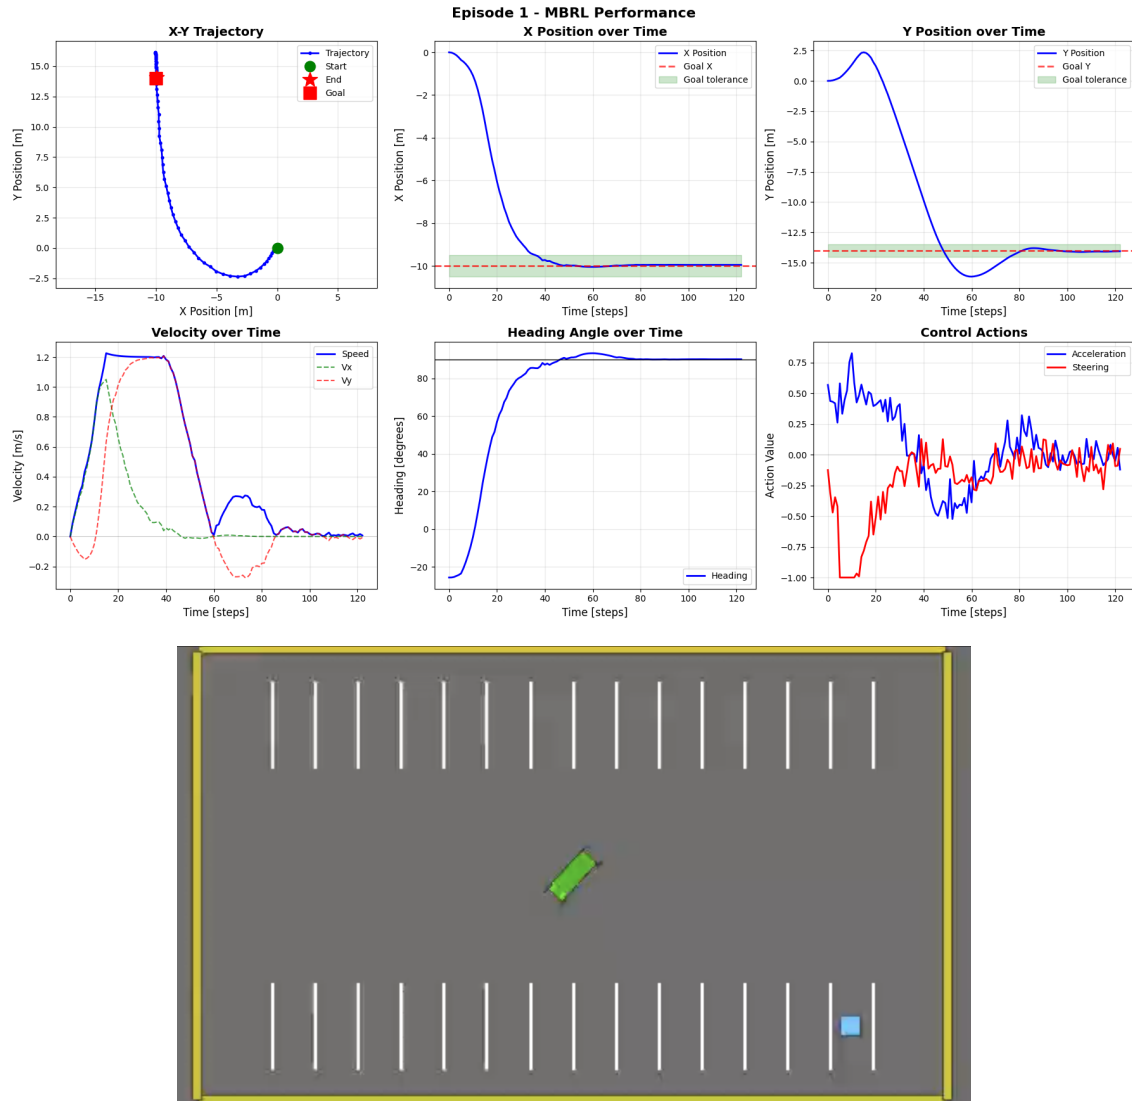 Episode 1 - MBRL Performance
X-Y Trajectory
Y Position [m]
15.0
12.5
10.0
7.5
5.0
2.5
0.0
−2.5
−15
−10
−5
0
5
X Position [m]
Trajectory
Start
End
Goal
X Position over Time
X Position [m]
0
−2
−4
−6
−8
−10
0
20
40
60
80
100
120
Time [steps]
X Position
Goal X
Goal tolerance
Y Position over Time
Y Position [m]
2.5
0.0
−2.5
−5.0
−7.5
−10.0
−12.5
−15.0
0
20
40
60
80
100
120
Time [steps]
Y Position
Goal Y
Goal tolerance
Velocity over Time
Velocity [m/s]
1.2
1.0
0.8
0.6
0.4
0.2
0.0
−0.2
0
20
40
60
80
100
120
Time [steps]
Speed
Vx
Vy
Heading Angle over Time
Heading [degrees]
80
60
40
20
0
−20
0
20
40
60
80
100
120
Time [steps]
Heading
Control Actions
Action Value
0.75
0.50
0.25
0.00
−0.25
−0.50
−0.75
−1.00
0
20
40
60
80
100
120
Time [steps]
Acceleration
Steering